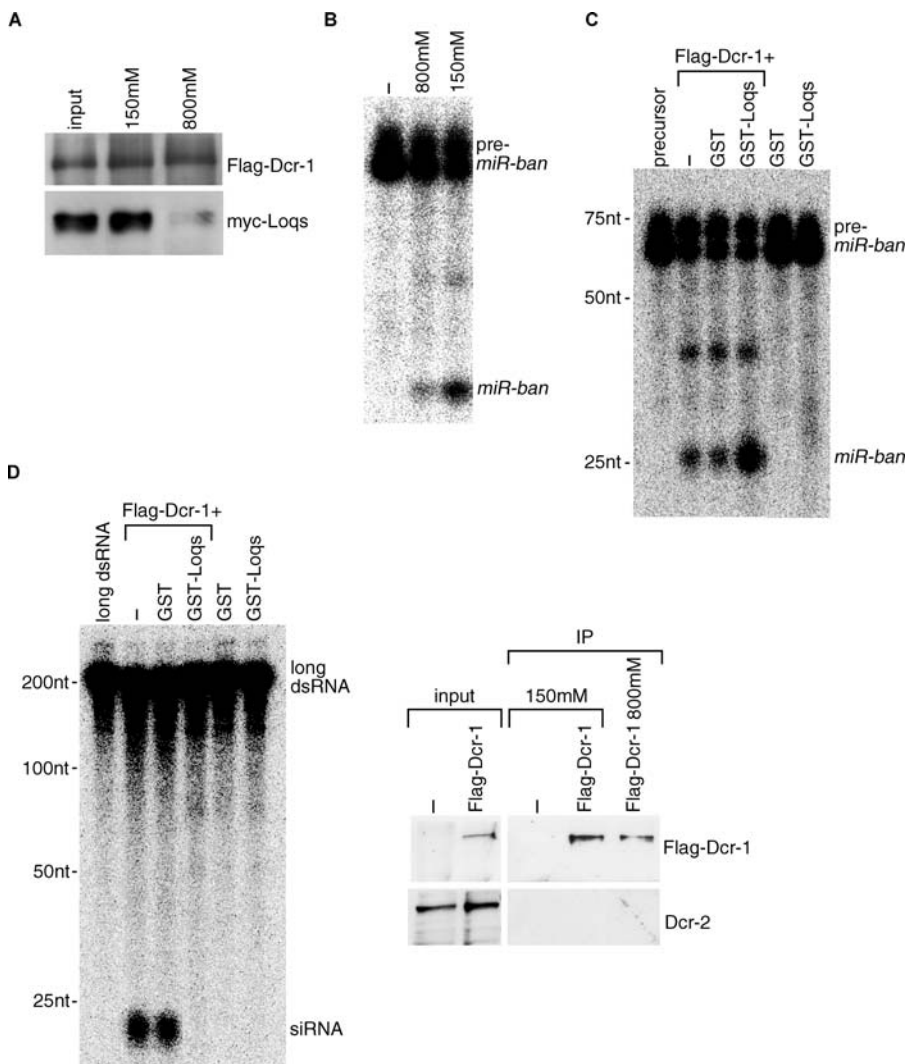 A
input
150mM
800mM
Flag-Dcr-1
myc-Loqs
B
–
800mM
150mM
pre-
miR-ban
miR-ban
C
Flag-Dcr-1+
precursor
–
GST
GST-Loqs
GST
GST-Loqs
75nt
50nt
25nt
pre-
miR-ban
miR-ban
D
Flag-Dcr-1+
long dsRNA
–
GST
GST-Loqs
GST
GST-Loqs
200nt
100nt
50nt
25nt
long
dsRNA
siRNA
IP
input
150mM
–
Flag-Dcr-1
–
Flag-Dcr-1
Flag-Dcr-1 800mM
Flag-Dcr-1
Dcr-2